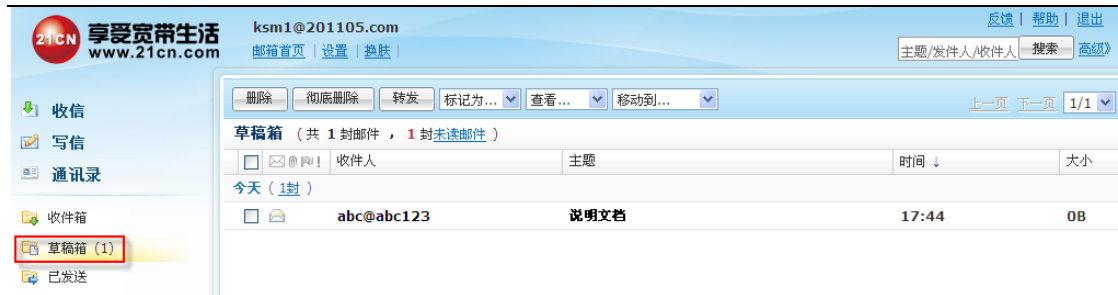 21CN 享受宽带生活
www.21cn.com
ksm1@201105.com
邮箱首页 | 设置 | 换肤 |
反馈 | 帮助 | 退出
主题/发件人/收件人 搜索 高级》
收信
写信
通讯录
收件箱
草稿箱 (1)
已发送
删除 彻底删除 转发 标记为... 查看... 移动到... 上一页 下一页 1/1
草稿箱 （共 1 封邮件 ， 1 封未读邮件 ）
收件人 主题 时间 ↓ 大小
今天 （ 1封 ）
abc@abc123 说明文档 17:44 0B